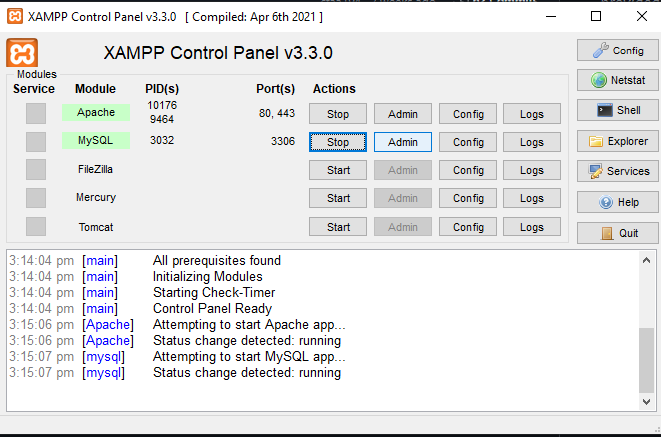 XAMPP Control Panel v3.3.0 [ Compiled: Apr 6th 2021 ]
XAMPP Control Panel v3.3.0
Config
Modules
Service Module PID(s) Port(s) Actions
Netstat
Apache 10176 9464 80, 443 Stop Admin Config Logs
Shell
MySQL 3032 3306 Stop Admin Config Logs
Explorer
FileZilla Start Admin Config Logs
Services
Mercury Start Admin Config Logs
Help
Tomcat Start Admin Config Logs
Quit
3:14:04 pm [main] All prerequisites found
3:14:04 pm [main] Initializing Modules
3:14:04 pm [main] Starting Check-Timer
3:14:04 pm [main] Control Panel Ready
3:15:06 pm [Apache] Attempting to start Apache app...
3:15:06 pm [Apache] Status change detected: running
3:15:07 pm [mysql] Attempting to start MySQL app...
3:15:07 pm [mysql] Status change detected: running